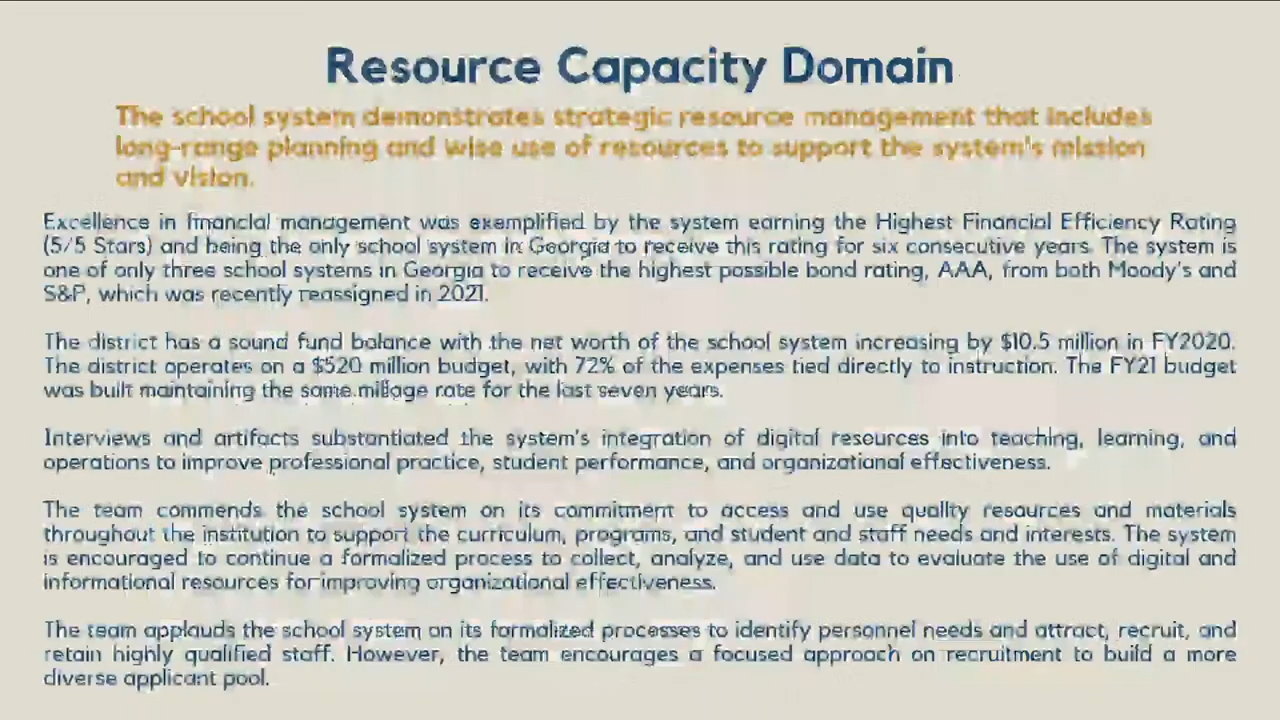 Resource Capacity Domain
The school system demonstrates strategic resource management that includes
long-range planning and wise use of resources to support the system's mission
and vision.
Excellence in financial management was exemplified by the system earning the Highest Financial Efficiency Rating
(5/5 Stars) and being the only school system in Georgia to receive this rating for six consecutive years. The system is
one of only three school systems in Georgia to receive the highest possible bond rating, AAA, from both Moody's and
S&P, which was recently reassigned in 2021.
The district has a sound fund balance with the net worth of the school system increasing by $10.5 million in FY2020.
The district operates on a $520 million budget, with 72% of the expenses tied directly to instruction. The FY21 budget
was built maintaining the same millage rate for the last seven years.
Interviews and artifacts substantiated the system's integration of digital resources into teaching, learning, and
operations to improve professional practice, student performance, and organizational effectiveness.
The team commends the school system on its commitment to access and use quality resources and materials
throughout the institution to support the curriculum, programs, and student and staff needs and interests. The system
is encouraged to continue a formalized process to collect, analyze, and use data to evaluate the use of digital and
informational resources for improving organizational effectiveness.
The team applauds the school system on its formalized processes to identify personnel needs and attract, recruit, and
retain highly qualified staff. However, the team encourages a focused approach on recruitment to build a more
diverse applicant pool.